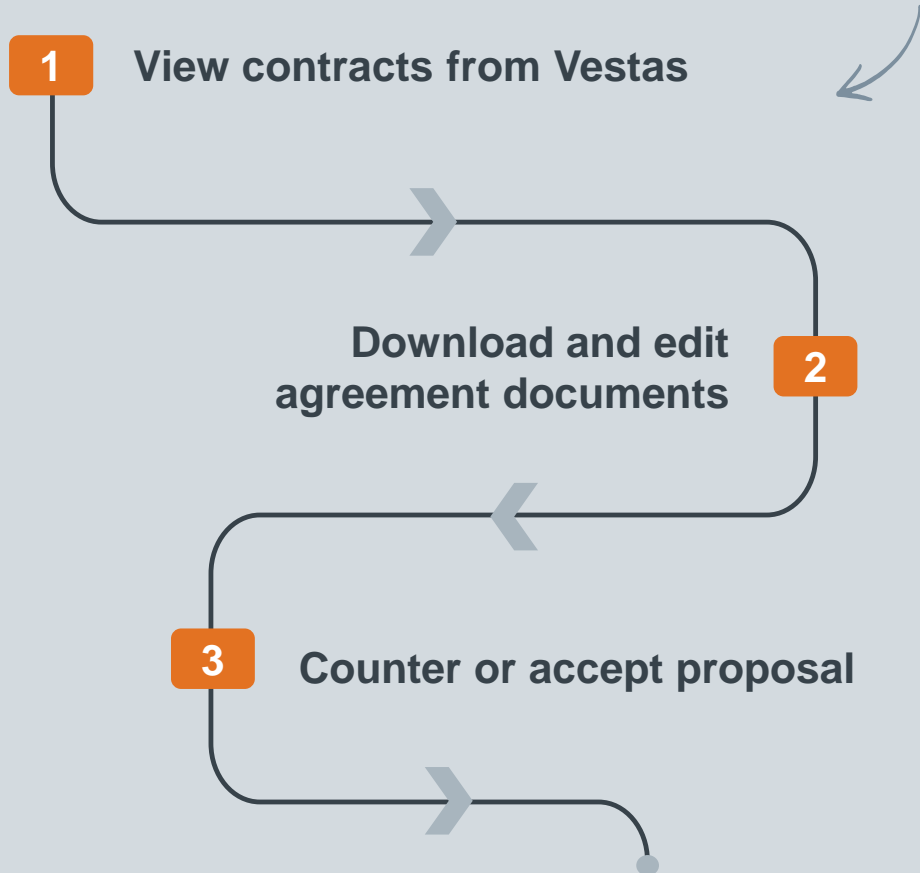 1
View contracts from Vestas
Download and edit
agreement documents
2
3
Counter or accept proposal